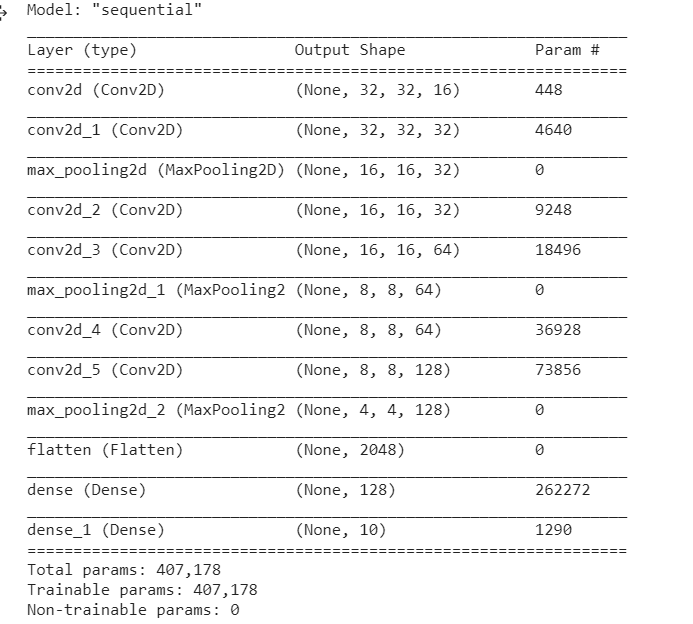 Model: "sequential"
_________________________________________________________________
Layer (type)                 Output Shape              Param #
=================================================================
conv2d (Conv2D)              (None, 32, 32, 16)        448
_________________________________________________________________
conv2d_1 (Conv2D)            (None, 32, 32, 32)        4640
_________________________________________________________________
max_pooling2d (MaxPooling2D) (None, 16, 16, 32)        0
_________________________________________________________________
conv2d_2 (Conv2D)            (None, 16, 16, 32)        9248
_________________________________________________________________
conv2d_3 (Conv2D)            (None, 16, 16, 64)        18496
_________________________________________________________________
max_pooling2d_1 (MaxPooling2 (None, 8, 8, 64)          0
_________________________________________________________________
conv2d_4 (Conv2D)            (None, 8, 8, 64)          36928
_________________________________________________________________
conv2d_5 (Conv2D)            (None, 8, 8, 128)         73856
_________________________________________________________________
max_pooling2d_2 (MaxPooling2 (None, 4, 4, 128)         0
_________________________________________________________________
flatten (Flatten)            (None, 2048)              0
_________________________________________________________________
dense (Dense)                (None, 128)               262272
_________________________________________________________________
dense_1 (Dense)              (None, 10)                1290
=================================================================
Total params: 407,178
Trainable params: 407,178
Non-trainable params: 0